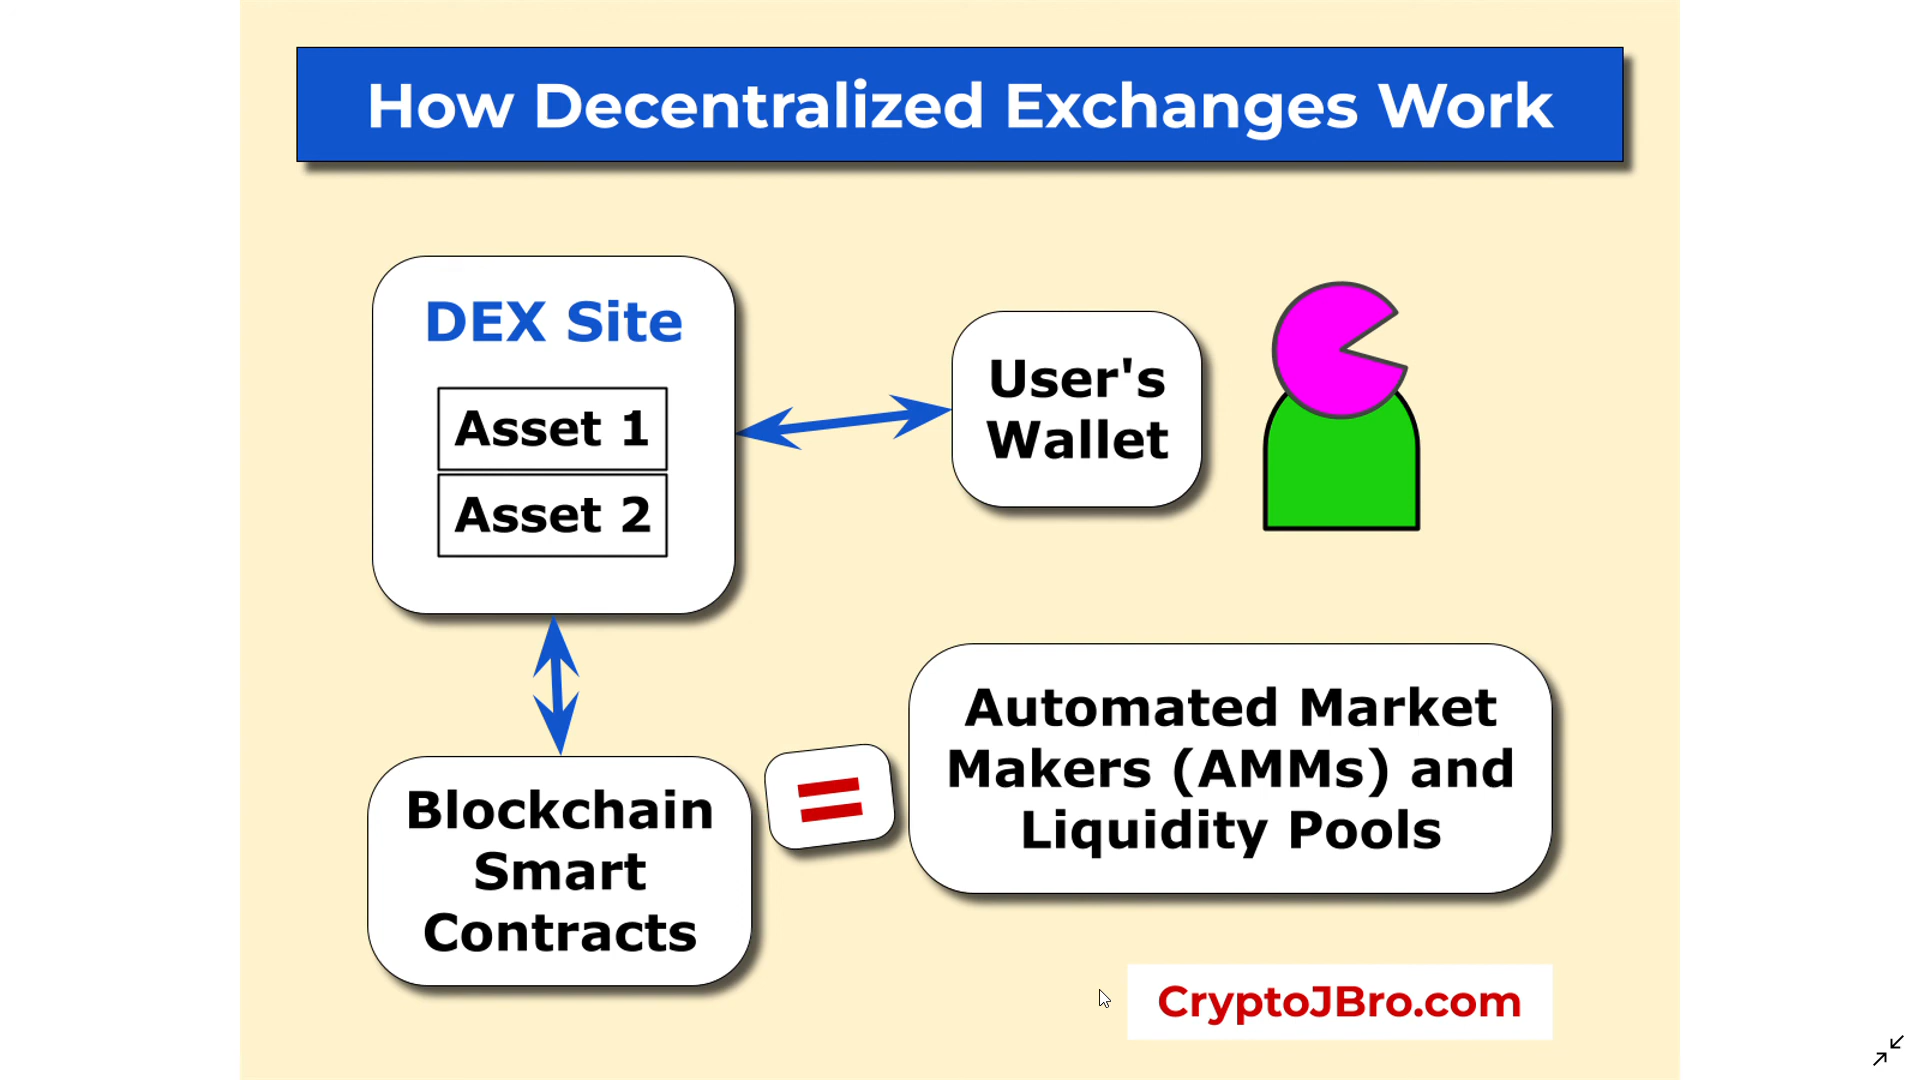 How Decentralized Exchanges Work
DEX Site
Asset 1
Asset 2
User's
Wallet
Blockchain
Smart
Contracts
=
Automated Market
Makers (AMMs) and
Liquidity Pools
CryptoJBro.com